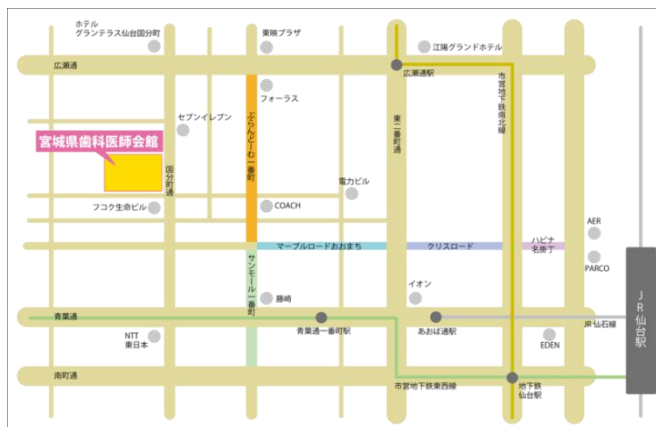 ホテル
グランテラス仙台国分町
東映プラザ
江陽グランドホテル
広瀬通
広瀬通駅
市営地下鉄南北線
フォーラス
セブンイレブン
ぶらんどーむ一番町
東二番町通
宮城県歯科医師会館
国分町通
電力ビル
フコク生命ビル
COACH
AER
マーブルロードおおまち
クリスロード
ハピナ
名掛丁
PARCO
サンモール一番町
藤崎
イオン
JR仙台駅
青葉通
青葉通一番町駅
あおば通駅
JR仙石線
NTT
東日本
EDEN
南町通
市営地下鉄東西線
地下鉄
仙台駅